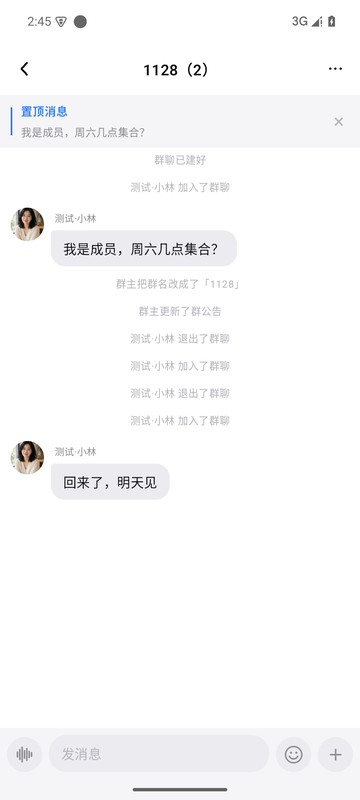 2:45
3G
1128（2）
置顶消息
我是成员，周六几点集合？
群聊已建好
测试·小林 加入了群聊
测试·小林
我是成员，周六几点集合？
群主把群名改成了「1128」
群主更新了群公告
测试·小林 退出了群聊
测试·小林 加入了群聊
测试·小林 退出了群聊
测试·小林 加入了群聊
测试·小林
回来了，明天见
发消息